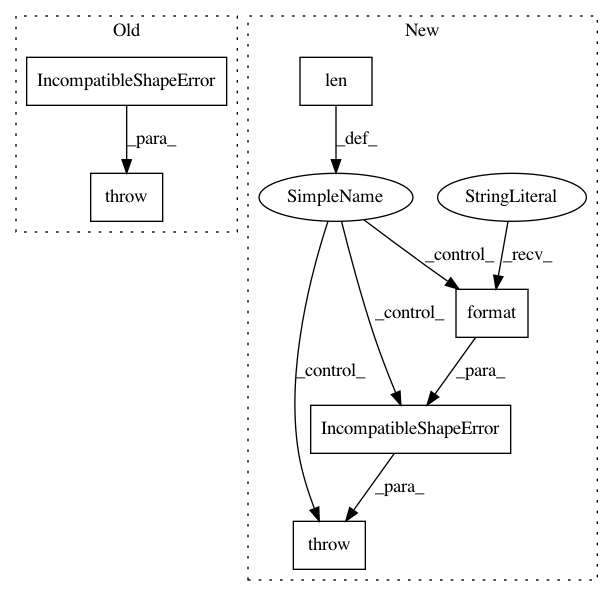 Old
New
IncompatibleShapeError
len
_para_
_def_
throw
SimpleName
StringLiteral
_control_
_recv_
_control_
format
_control_
_para_
IncompatibleShapeError
_para_
throw